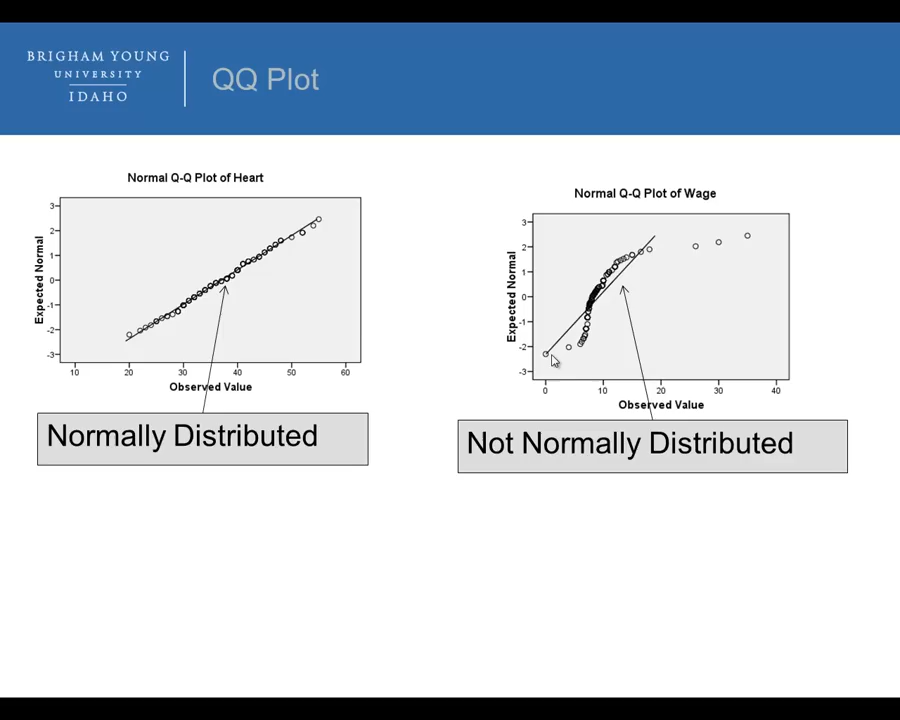 BRIGHAM YOUNG
UNIVERSITY
IDAHO
QQ Plot
Normal Q-Q Plot of Heart
Expected Normal
3
2
1
0
-1
-2
-3
10 20 30 40 50 60
Observed Value
Normally Distributed
Normal Q-Q Plot of Wage
Expected Normal
3
2
1
0
-1
-2
-3
0 10 20 30 40
Observed Value
Not Normally Distributed